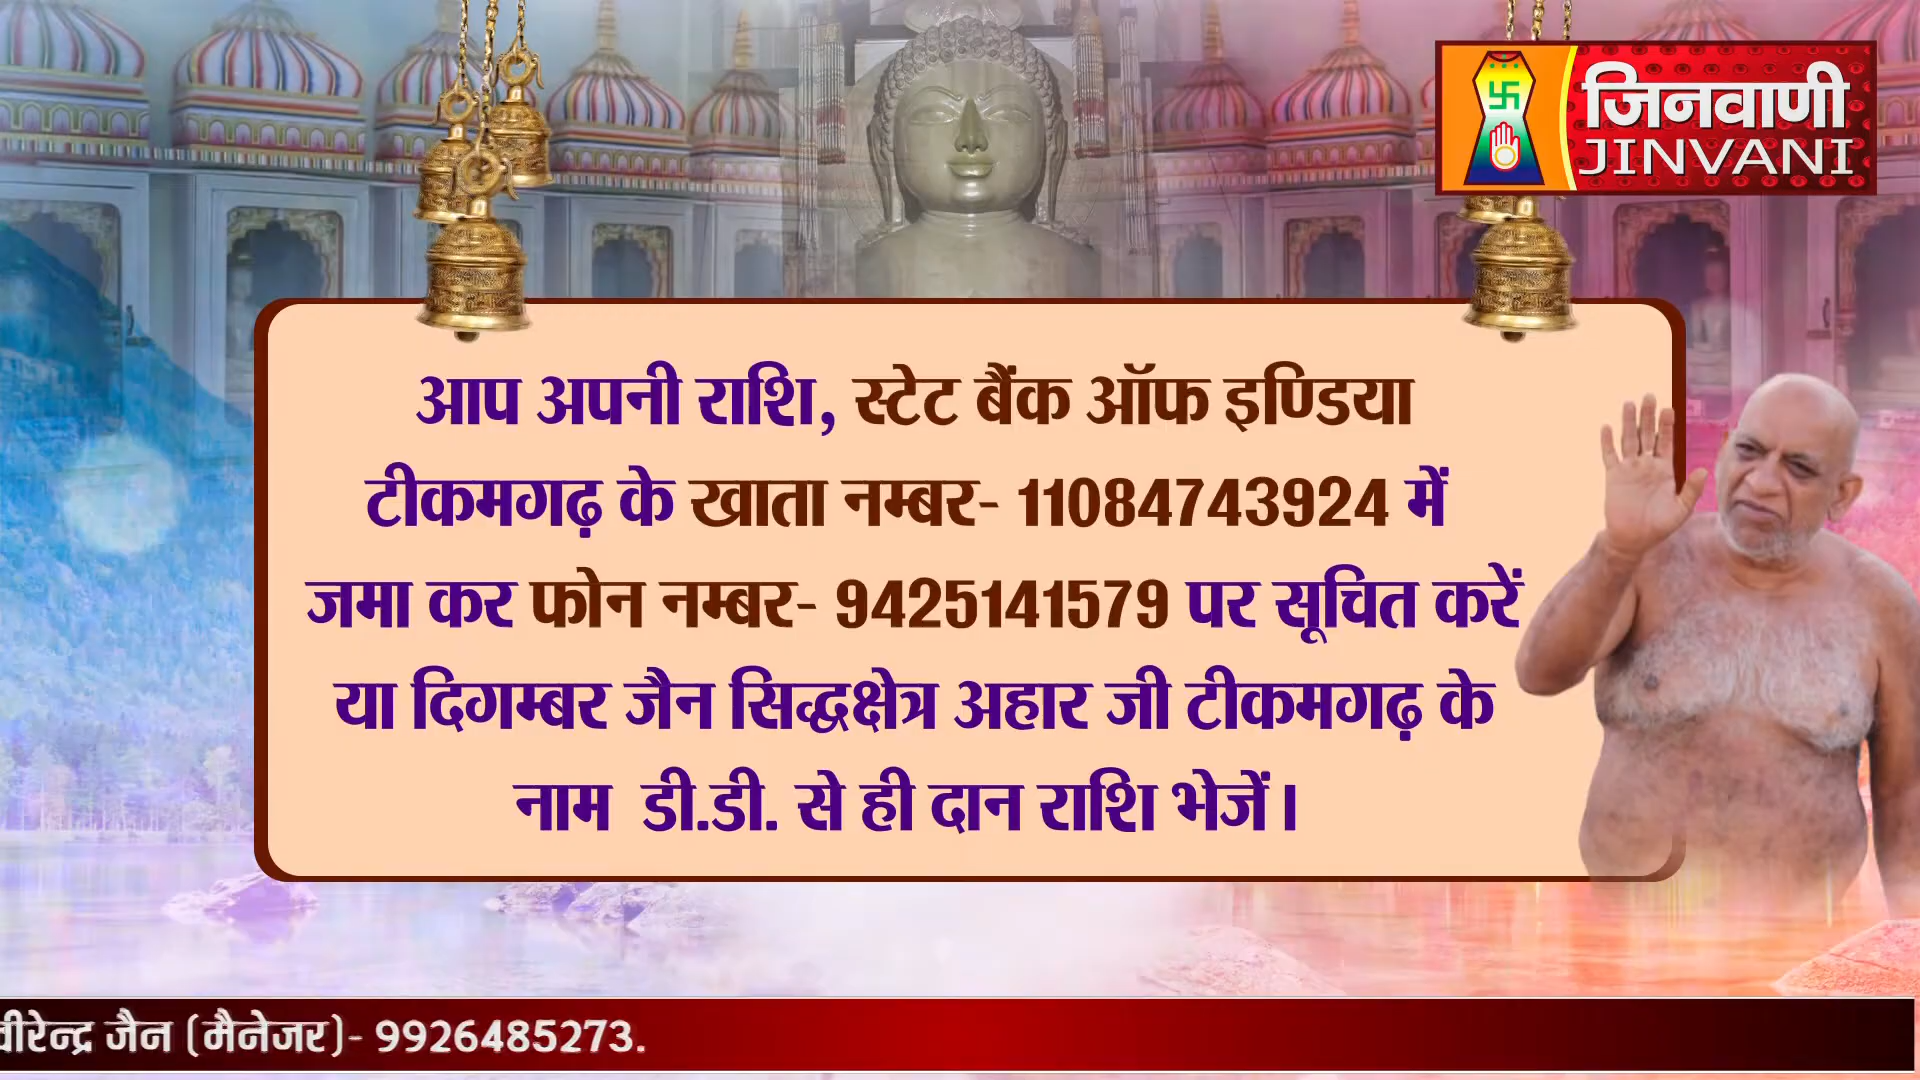 जिनवाणी
JINVANI
आप अपनी राशि, स्टेट बैंक ऑफ इण्डिया
टीकमगढ़ के खाता नम्बर- 11084743924 में
जमा कर फोन नम्बर- 9425141579 पर सूचित करें
या दिगम्बर जैन सिद्धक्षेत्र अहार जी टीकमगढ़ के
नाम डी.डी. से ही दान राशि भेजें।
वीरेन्द्र जैन (मैनेजर)- 9926485273.